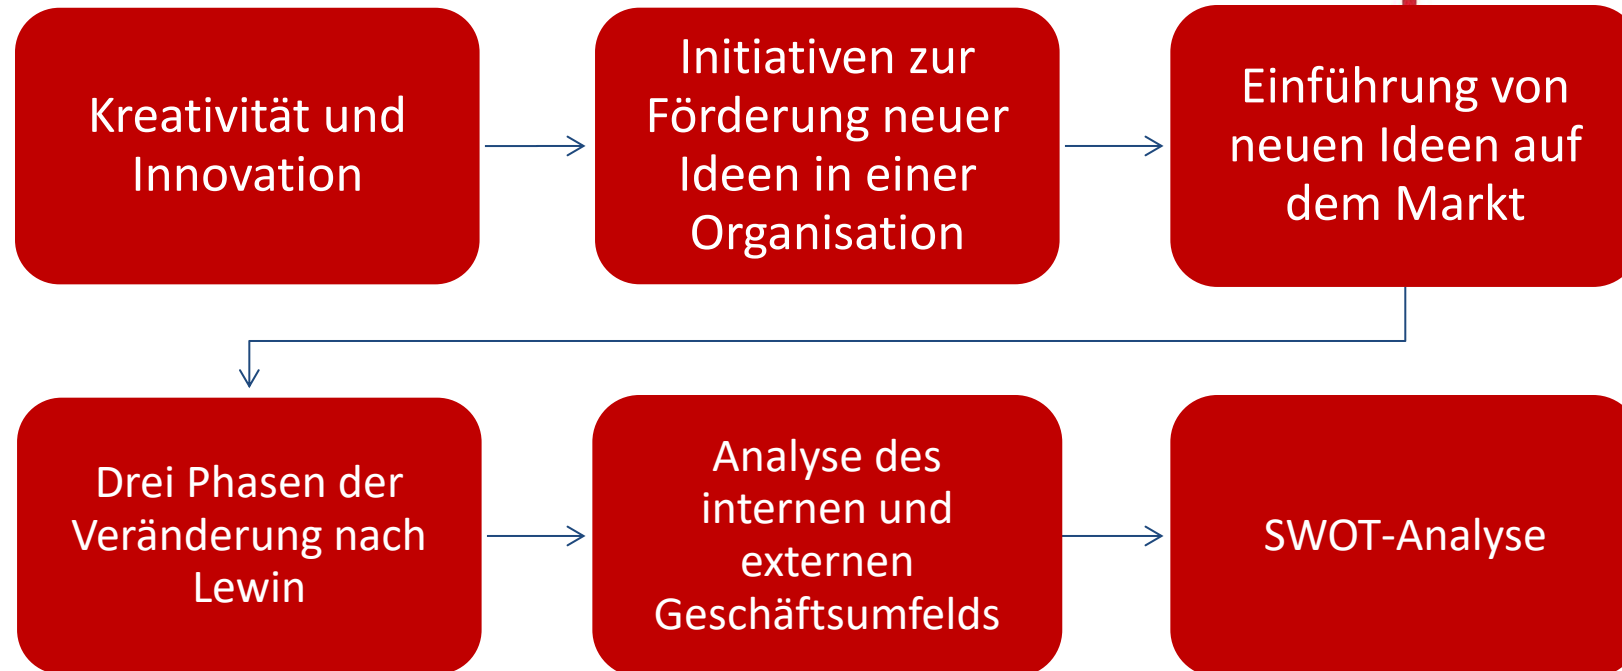 Kreativität und
Innovation
Initiativen zur
Förderung neuer
Ideen in einer
Organisation
Einführung von
neuen Ideen auf
dem Markt
Drei Phasen der
Veränderung nach
Lewin
Analyse des
internen und
externen
Geschäftsumfelds
SWOT-Analyse